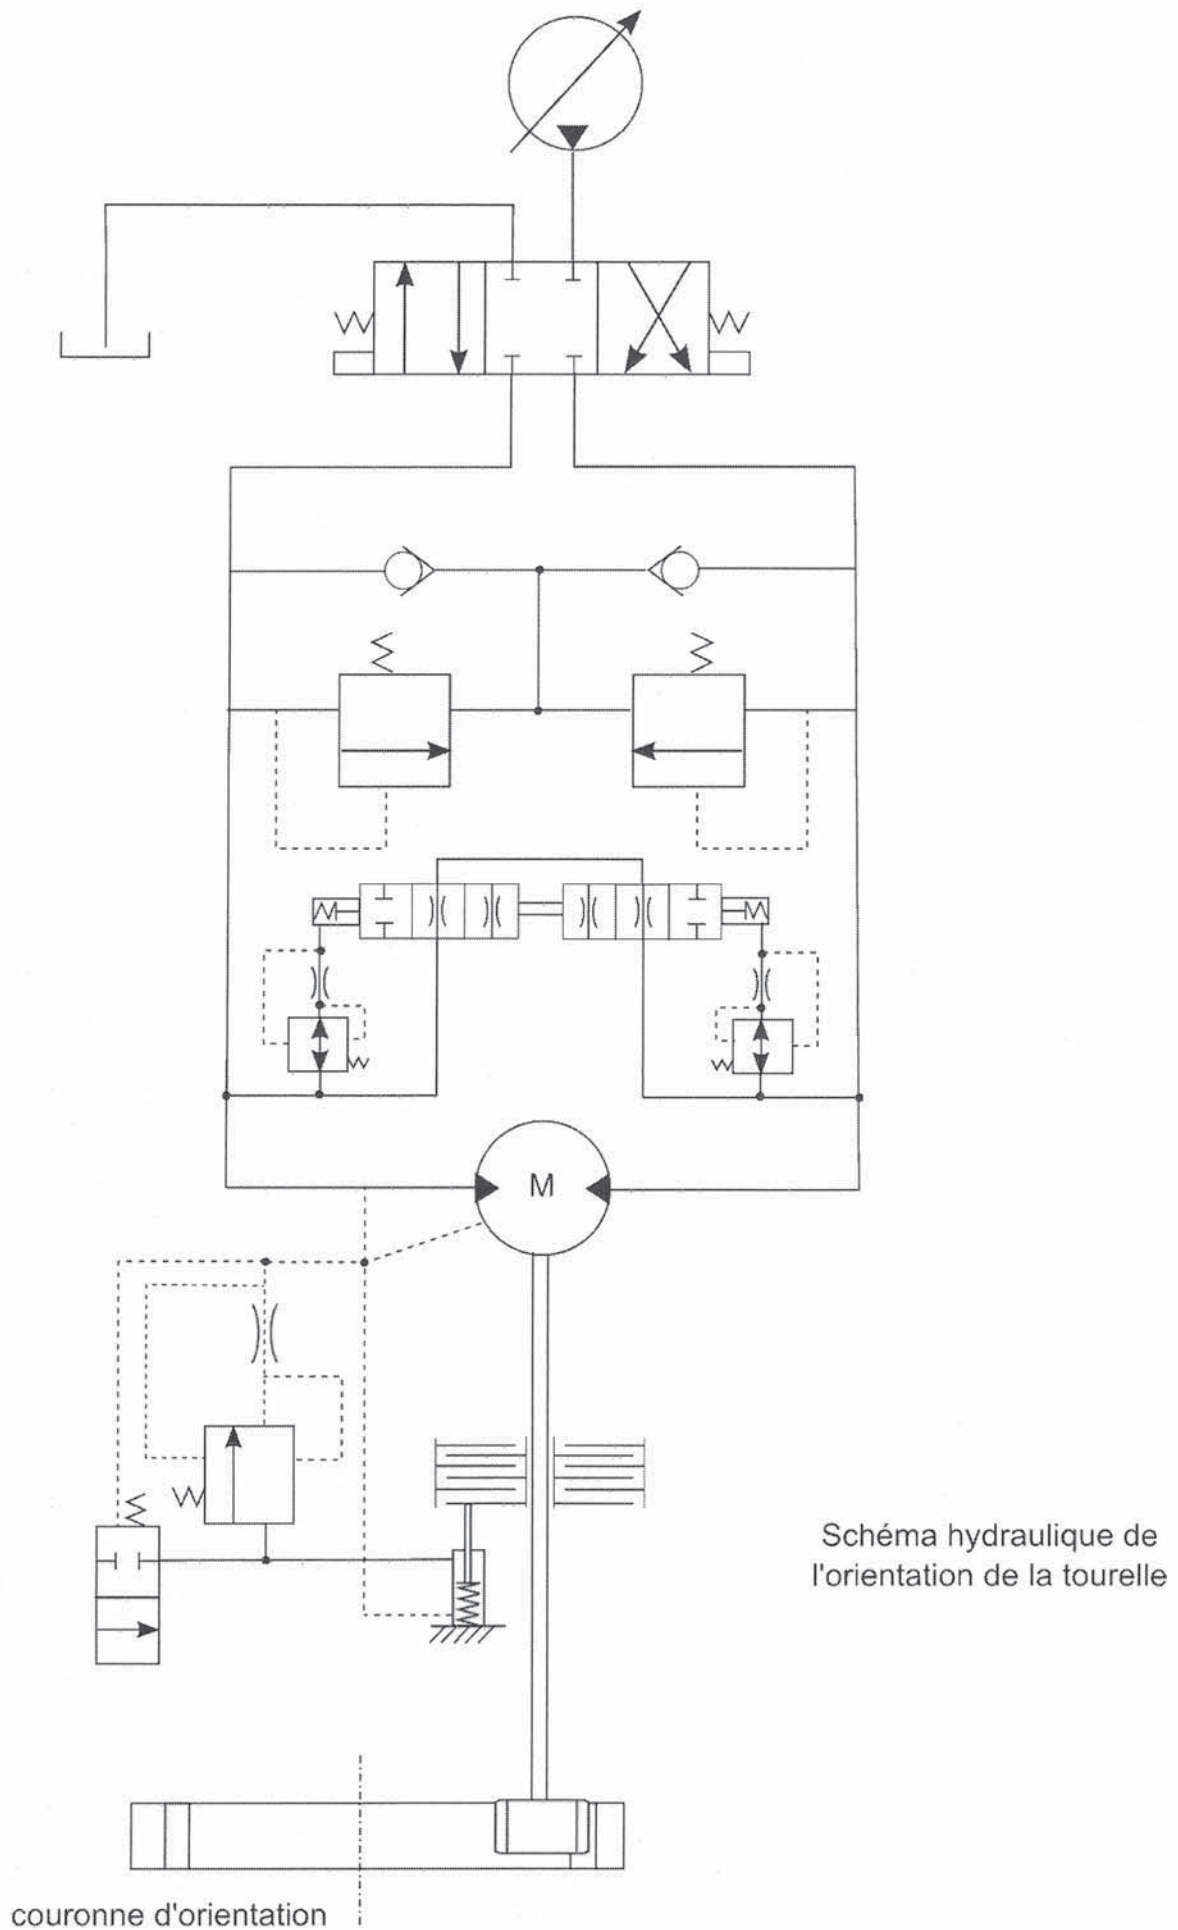 M
Schéma hydraulique de
l'orientation de la tourelle
couronne d'orientation